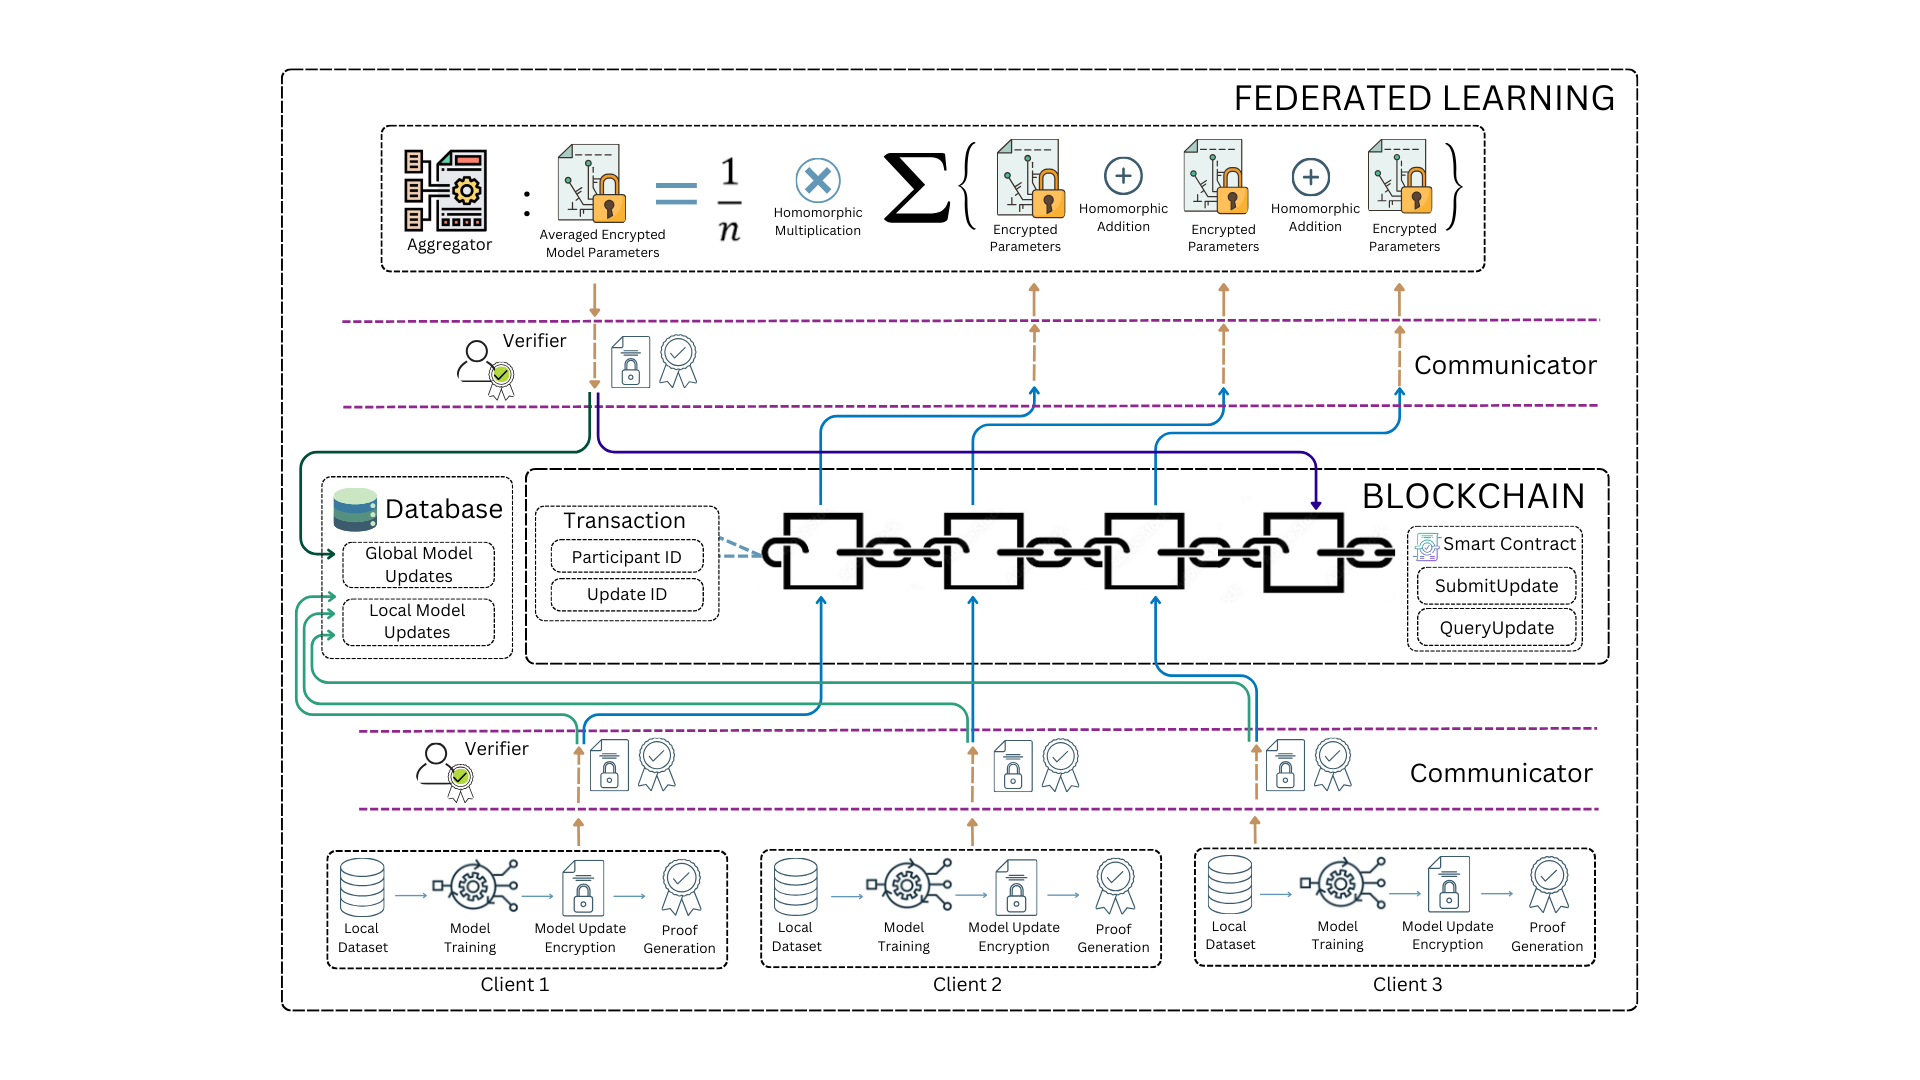 FEDERATED LEARNING
Aggregator
:
Averaged Encrypted
Model Parameters
=
1
n
Homomorphic
Multiplication
Σ
{
Encrypted
Parameters
Homomorphic
Addition
Encrypted
Parameters
Homomorphic
Addition
Encrypted
Parameters
}
Verifier
Communicator
Database
Global Model
Updates
Local Model
Updates
BLOCKCHAIN
Transaction
Participant ID
Update ID
Smart Contract
SubmitUpdate
QueryUpdate
Verifier
Communicator
Local
Dataset
Model
Training
Model Update
Encryption
Proof
Generation
Client 1
Local
Dataset
Model
Training
Model Update
Encryption
Proof
Generation
Client 2
Local
Dataset
Model
Training
Model Update
Encryption
Proof
Generation
Client 3